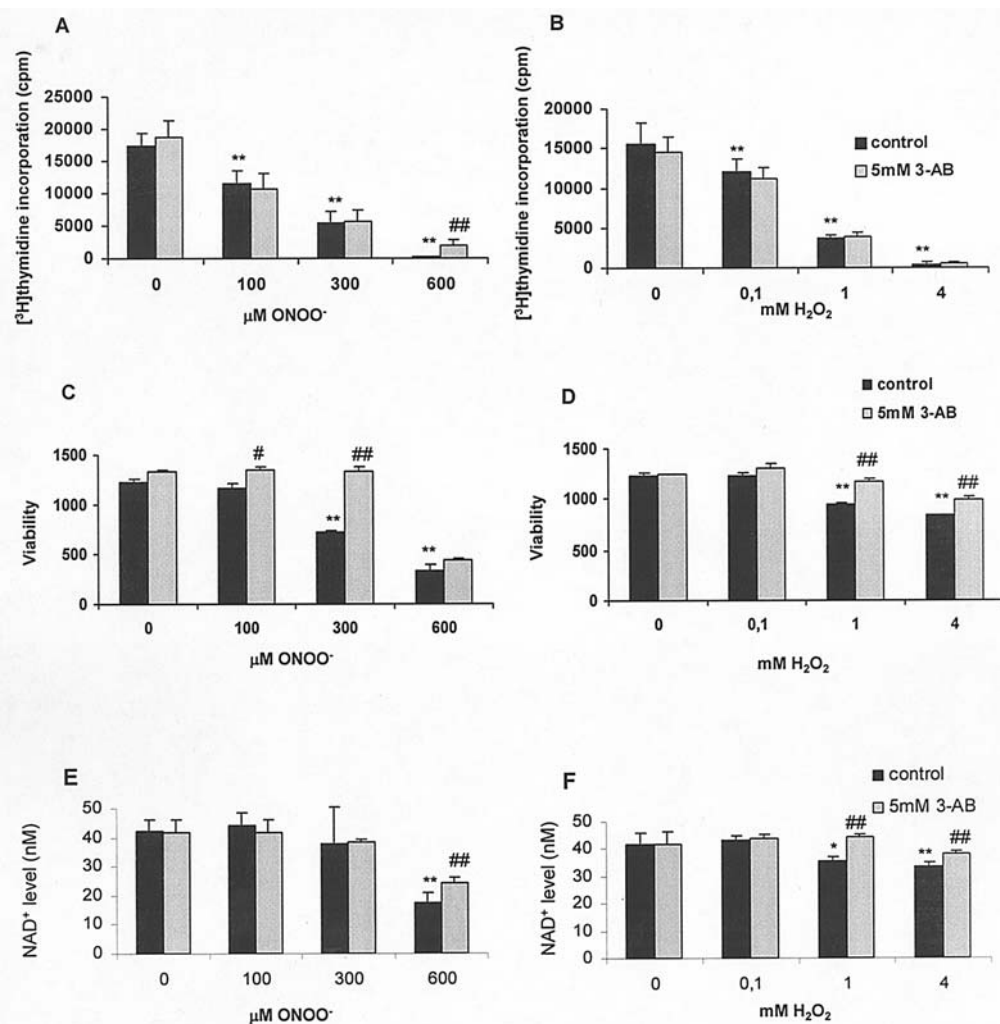 A
[³H]thymidine incorporation (cpm)
25000
20000
15000
10000
5000
0
**
**
**
##
0 100 300 600
µM ONOO⁻
B
[³H]thymidine incorporation (cpm)
20000
15000
10000
5000
0
**
**
**
control
5mM 3-AB
0 0,1 1 4
mM H₂O₂
C
Viability
1500
1000
500
0
#
##
**
**
0 100 300 600
µM ONOO⁻
D
control
5mM 3-AB
Viability
1500
1000
500
0
**
##
**
##
0 0,1 1 4
mM H₂O₂
E
NAD⁺ level (nM)
50
40
30
20
10
0
**
##
0 100 300 600
µM ONOO⁻
F
control
5mM 3-AB
NAD⁺ level (nM)
50
40
30
20
10
0
*
##
**
##
0 0,1 1 4
mM H₂O₂